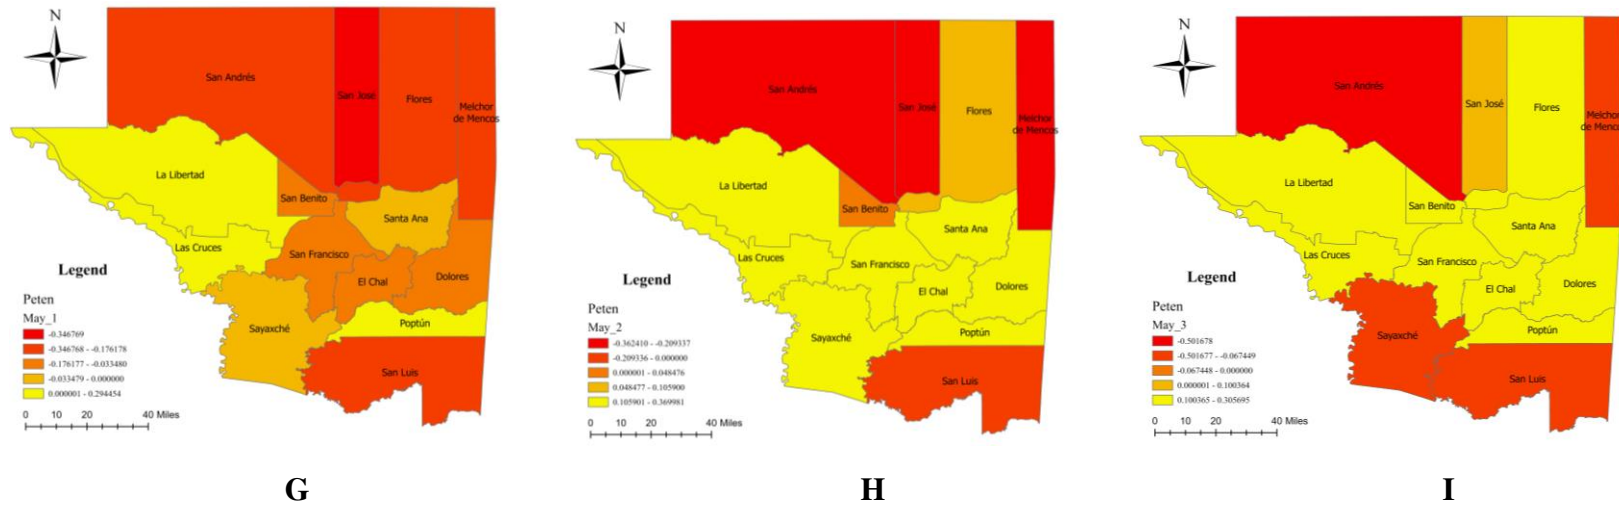 N
San Andrés
San José
Flores
Melchor
de Mencos
La Libertad
San Benito
Santa Ana
Las Cruces
San Francisco
El Chal
Dolores
Sayaxché
Poptún
San Luis
Legend
Peten
May_1
-0.346769
-0.346768 - -0.176178
-0.176177 - -0.033480
-0.033479 - 0.000000
0.000001 - 0.294454
0 10 20 40 Miles
G
N
San Andrés
San José
Flores
Melchor
de Mencos
La Libertad
San Benito
Santa Ana
Las Cruces
San Francisco
El Chal
Dolores
Sayaxché
Poptún
San Luis
Legend
Peten
May_2
-0.362410 - -0.209337
-0.209336 - 0.000000
0.000001 - 0.048476
0.048477 - 0.105900
0.105901 - 0.369981
0 10 20 40 Miles
H
N
San Andrés
San José
Flores
Melchor
de Menco
La Libertad
San Benito
Santa Ana
Las Cruces
San Francisco
El Chal
Dolores
Sayaxché
Poptún
San Luis
Legend
Peten
May_3
-0.501678
-0.501677 - -0.067449
-0.067448 - 0.000000
0.000001 - 0.100364
0.100365 - 0.305695
0 10 20 40 Miles
I